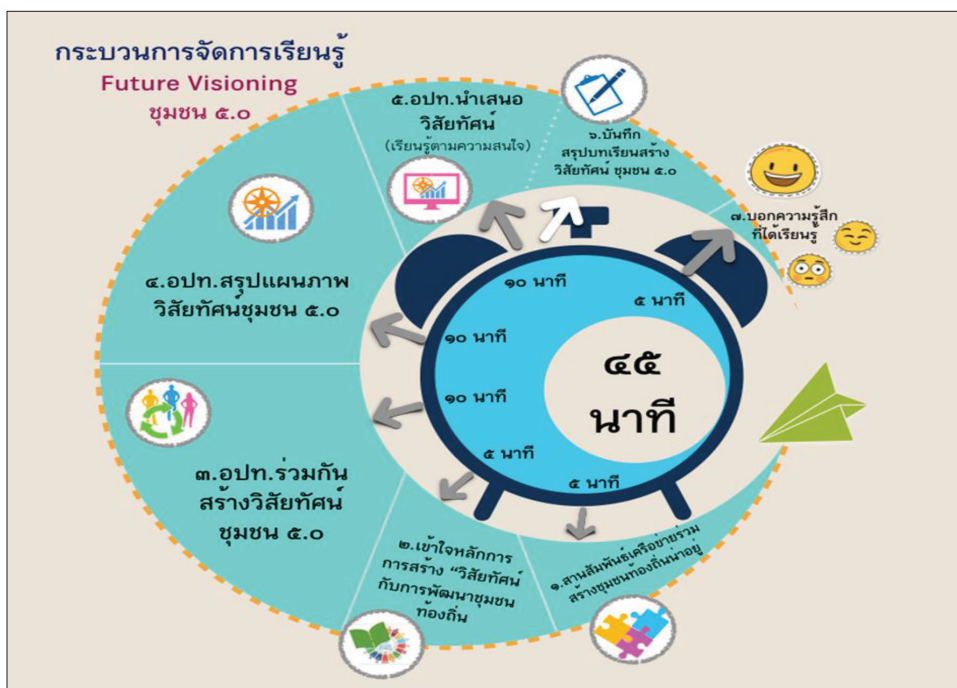 กระบวนการจัดการเรียนรู้
Future Visioning
ชุมชน ๕.๐
๕.อปท.นำเสนอ
วิสัยทัศน์
(เรียนรู้ตามความสนใจ)
๖.บันทึก
สรุปบทเรียนสร้าง
วิสัยทัศน์ ชุมชน ๕.๐
๗.บอกความรู้สึก
ที่ได้เรียนรู้
๔.อปท.สรุปแผนภาพ
วิสัยทัศน์ชุมชน ๕.๐
๑๐ นาที
๕ นาที
๑๐ นาที
๔๕
นาที
๑๐ นาที
๕ นาที
๕ นาที
๓.อปท.ร่วมกัน
สร้างวิสัยทัศน์
ชุมชน ๕.๐
๒.เข้าใจหลักการ
การสร้าง "วิสัยทัศน์
กับการพัฒนาชุมชน
ท้องถิ่น
๑.สานสัมพันธ์เครือข่ายร่วม
สร้างชุมชนท้องถิ่นน่าอยู่